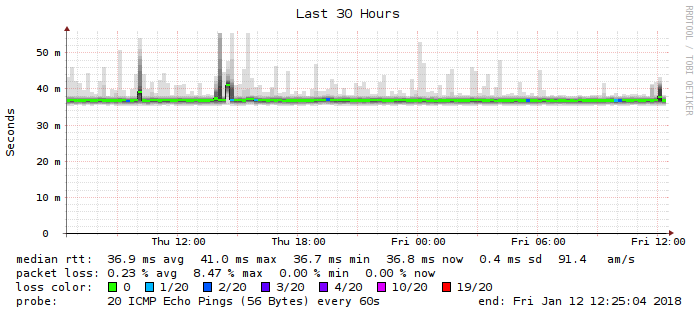 Last 30 Hours
RRDTOOL / TOBI OETIKER
Seconds
50 m
40 m
30 m
20 m
10 m
0
Thu 12:00 Thu 18:00 Fri 00:00 Fri 06:00 Fri 12:00
median rtt: 36.9 ms avg 41.0 ms max 36.7 ms min 36.8 ms now 0.4 ms sd 91.4 am/s
packet loss: 0.23 % avg 8.47 % max 0.00 % min 0.00 % now
loss color: 0 1/20 2/20 3/20 4/20 10/20 19/20
probe: 20 ICMP Echo Pings (56 Bytes) every 60s end: Fri Jan 12 12:25:04 2018